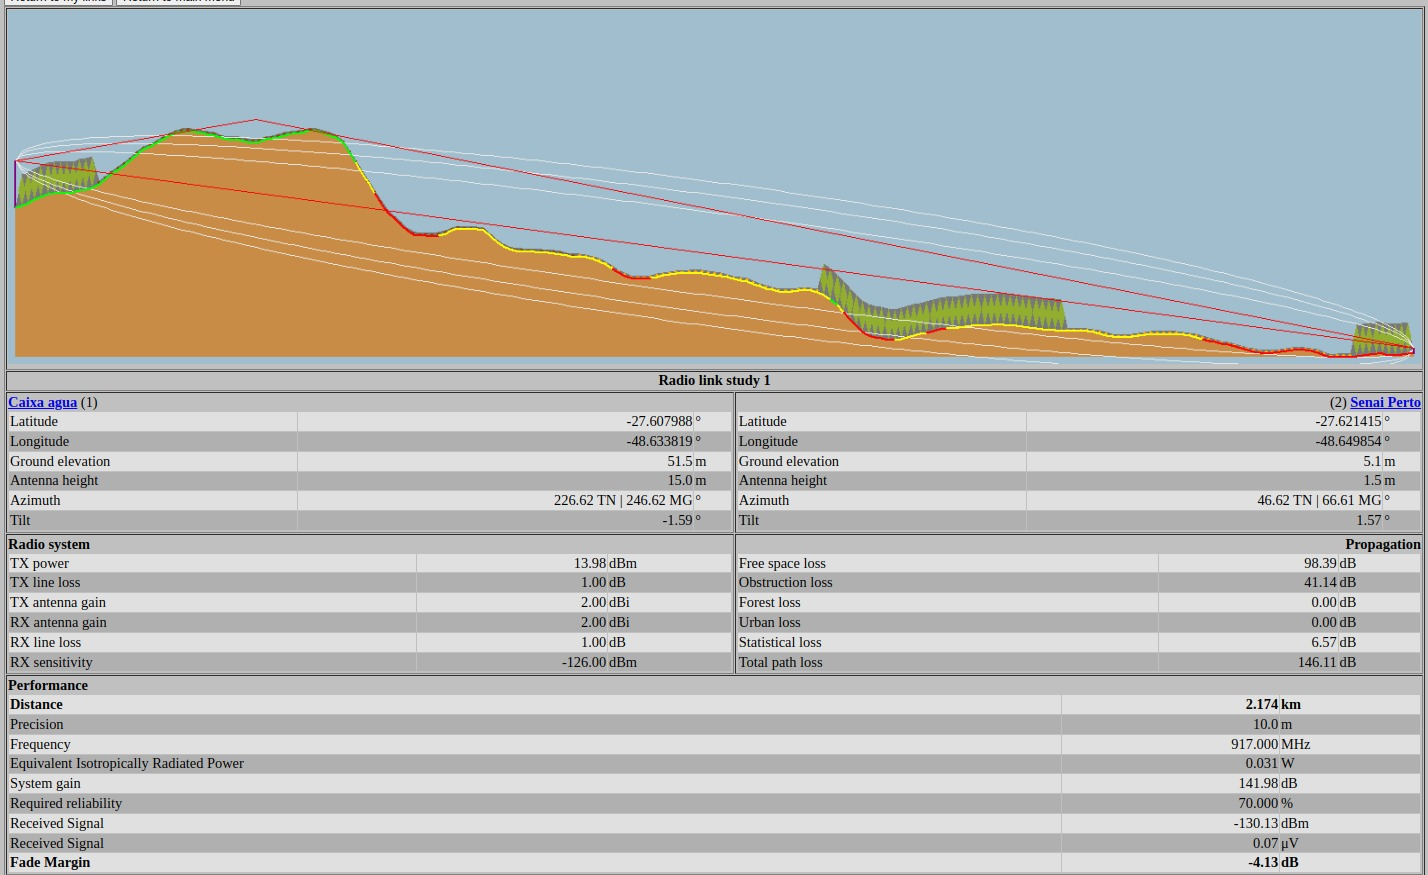 Return to my links Return to main menu
Radio link study 1
Caixa agua (1)
Latitude -27.607988 °
Longitude -48.633819 °
Ground elevation 51.5 m
Antenna height 15.0 m
Azimuth 226.62 TN | 246.62 MG °
Tilt -1.59 °
(2) Senai Perto
Latitude -27.621415 °
Longitude -48.649854 °
Ground elevation 5.1 m
Antenna height 1.5 m
Azimuth 46.62 TN | 66.61 MG °
Tilt 1.57 °
Radio system
TX power 13.98 dBm
TX line loss 1.00 dB
TX antenna gain 2.00 dBi
RX antenna gain 2.00 dBi
RX line loss 1.00 dB
RX sensitivity -126.00 dBm
Propagation
Free space loss 98.39 dB
Obstruction loss 41.14 dB
Forest loss 0.00 dB
Urban loss 0.00 dB
Statistical loss 6.57 dB
Total path loss 146.11 dB
Performance
Distance 2.174 km
Precision 10.0 m
Frequency 917.000 MHz
Equivalent Isotropically Radiated Power 0.031 W
System gain 141.98 dB
Required reliability 70.000 %
Received Signal -130.13 dBm
Received Signal 0.07 µV
Fade Margin -4.13 dB